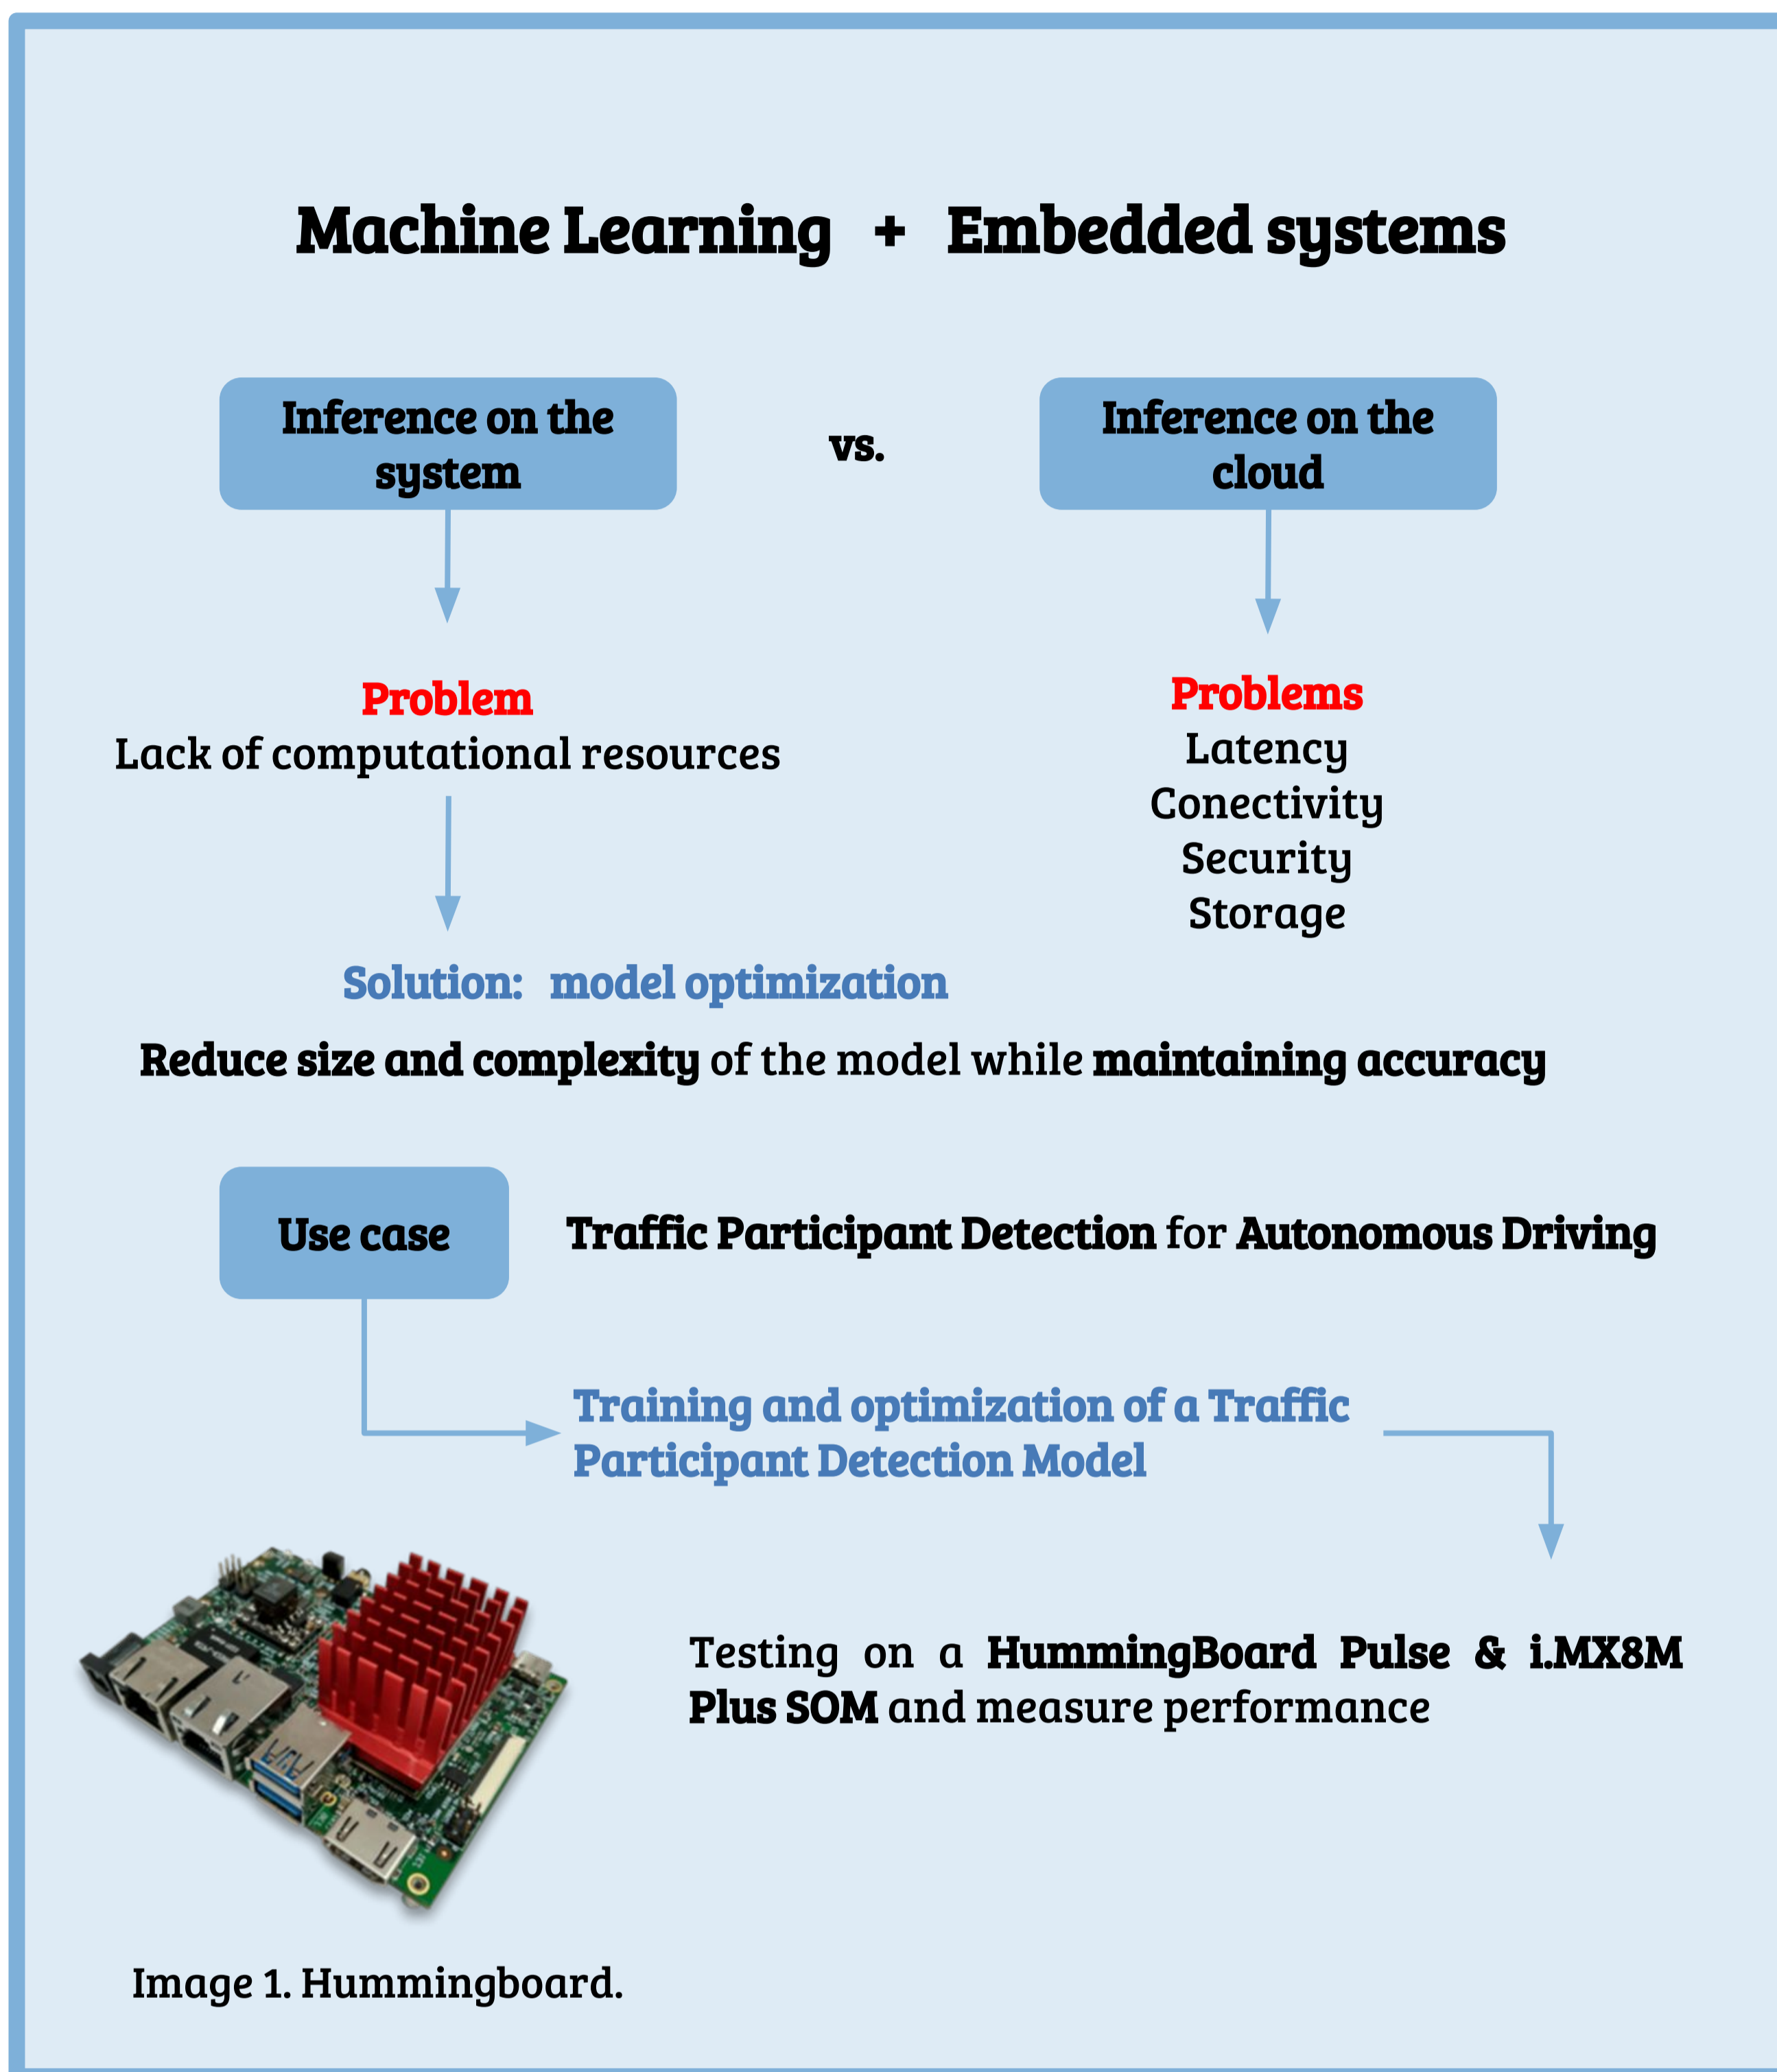 Machine Learning + Embedded systems
Inference on the
system
vs.
Inference on the
cloud
Problem
Lack of computational resources
Problems
Latency
Conectivity
Security
Storage
Solution: model optimization
Reduce size and complexity of the model while maintaining accuracy
Use case
Traffic Participant Detection for Autonomous Driving
Training and optimization of a Traffic
Participant Detection Model
Testing on a HummingBoard Pulse & i.MX8M
Plus SOM and measure performance
Image 1. Hummingboard.